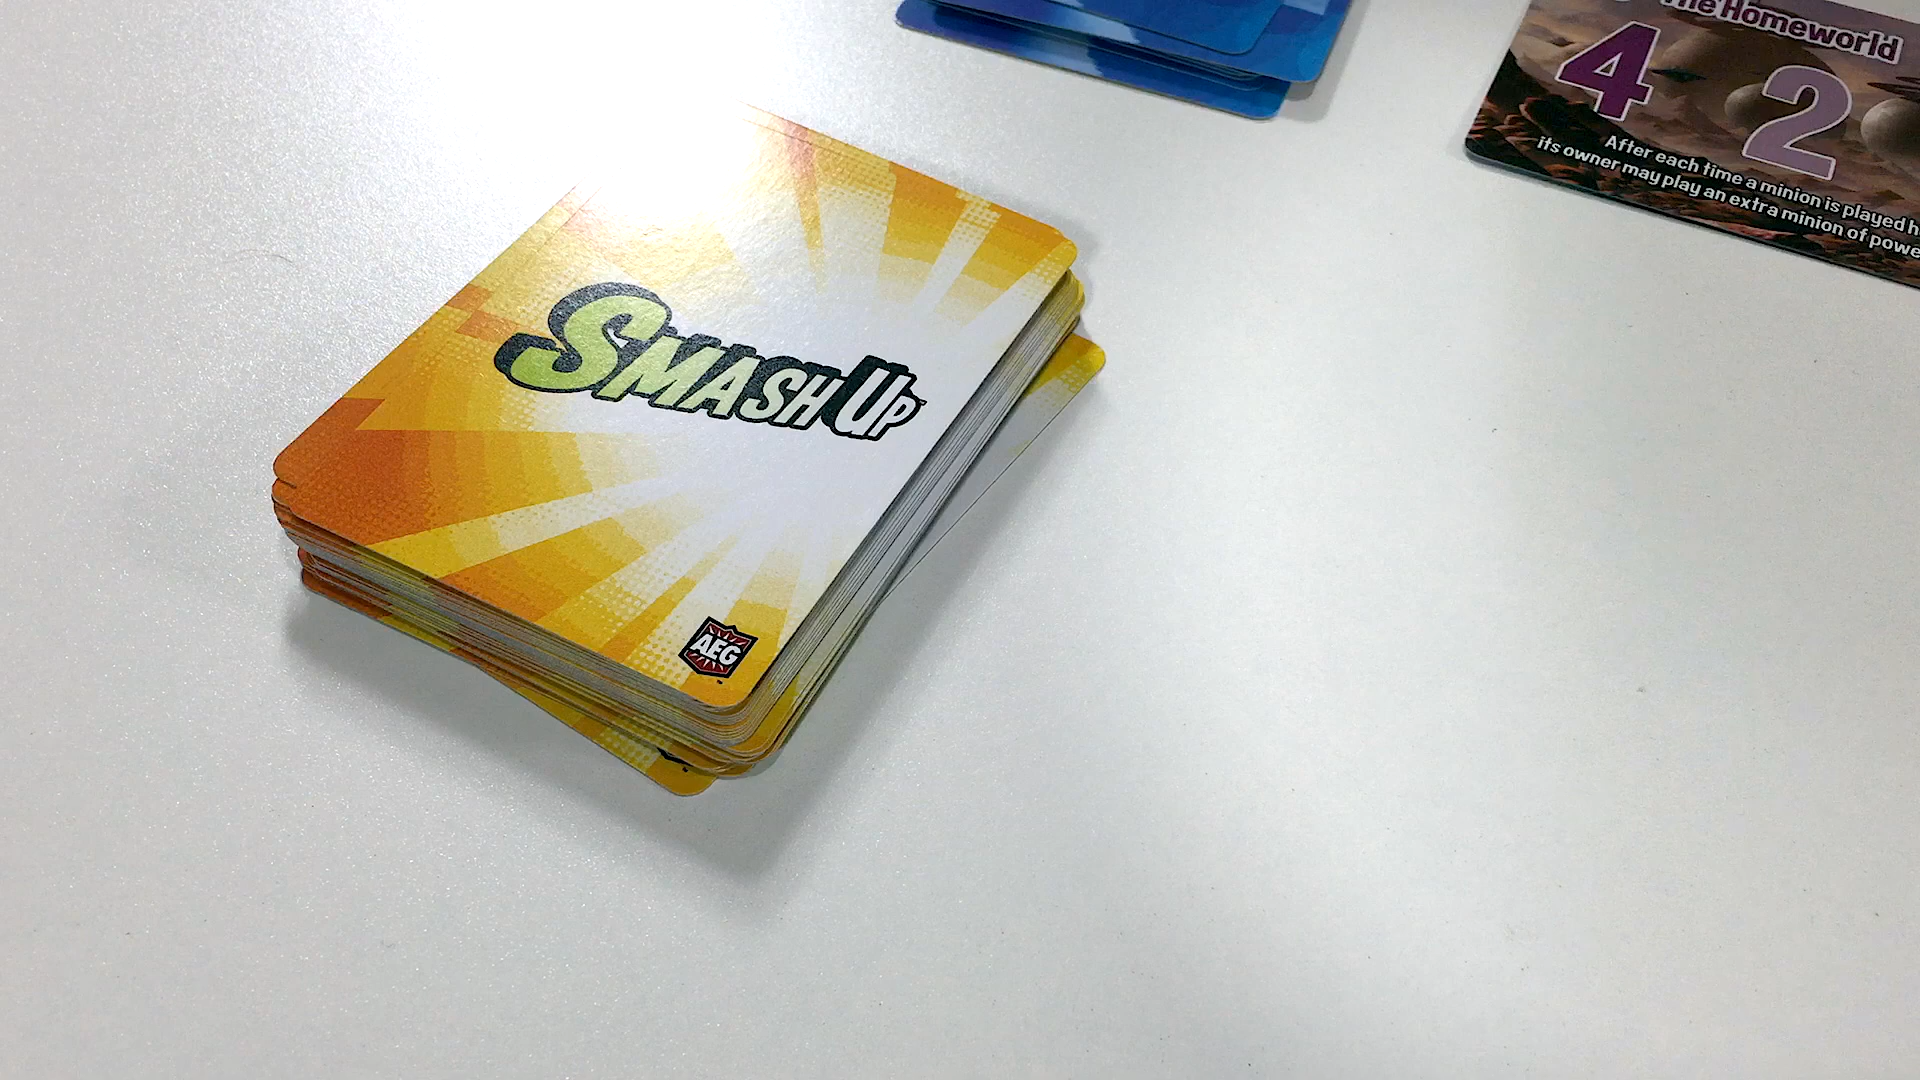 The Homeworld
4 2
After each time a minion is played
its owner may play an extra minion of
SMASH UP
AEG